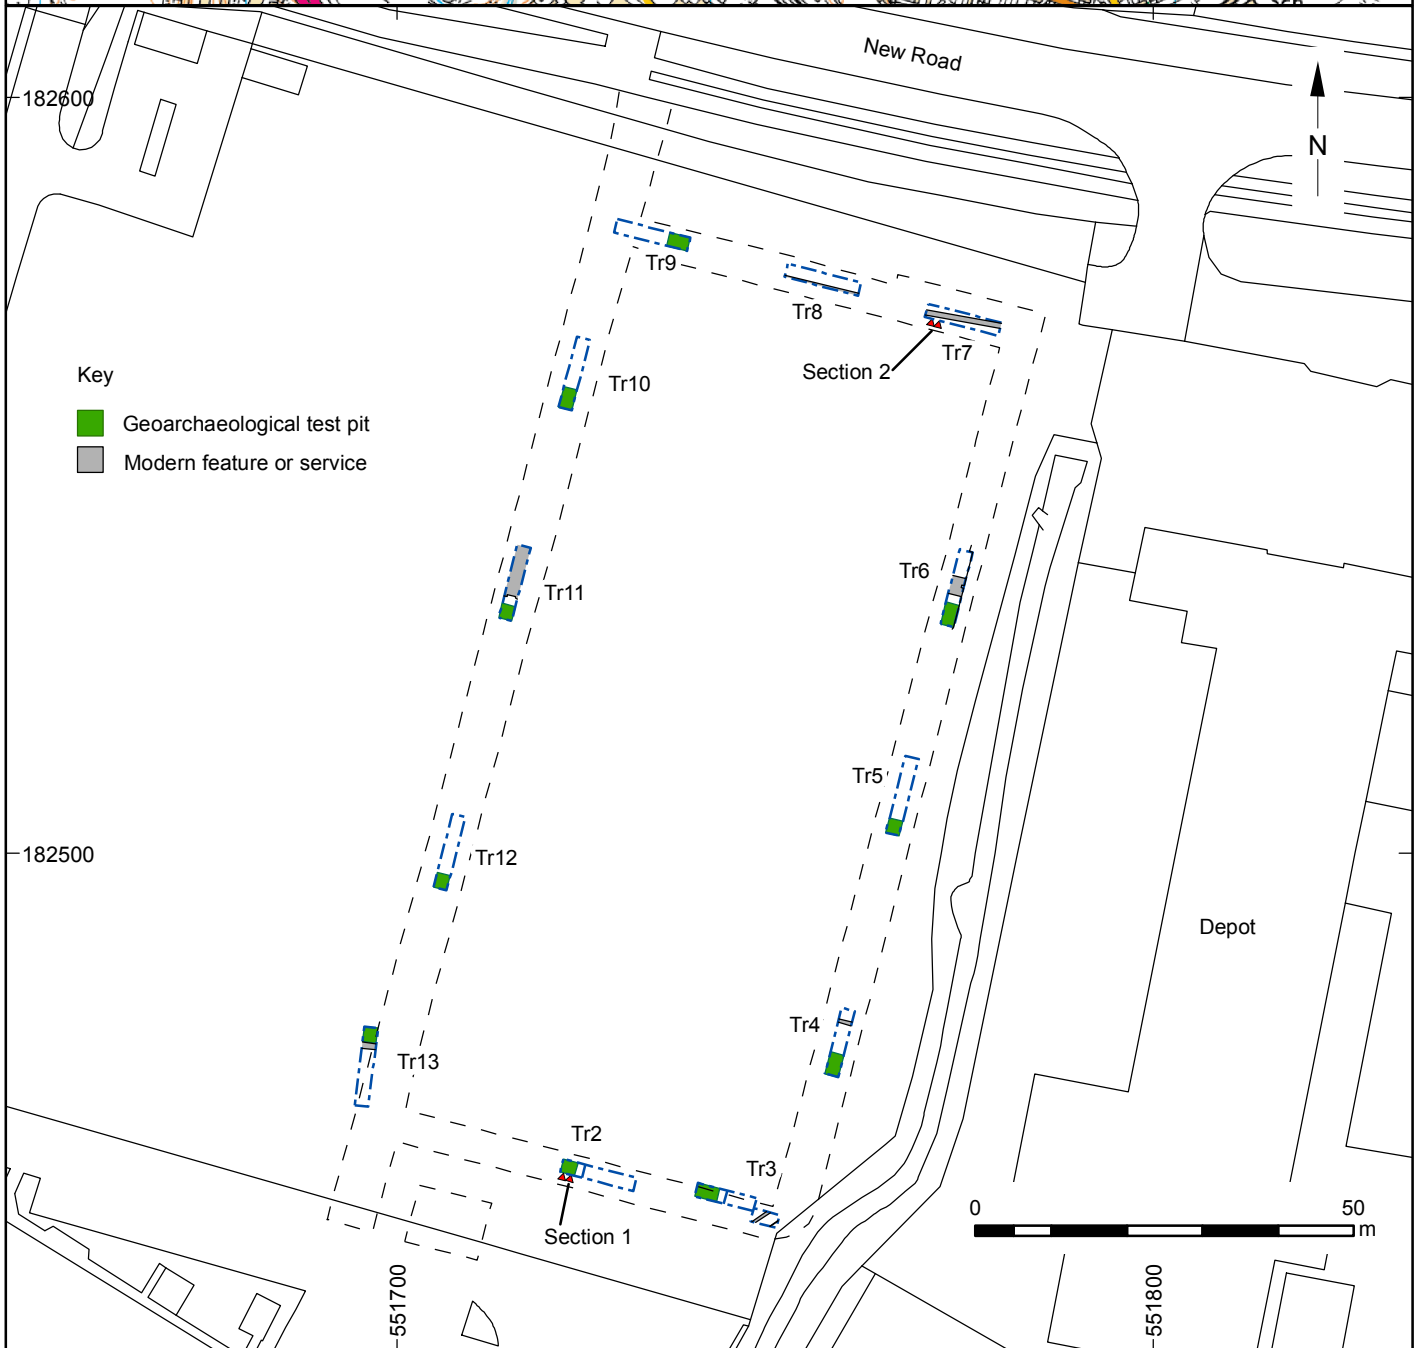 New Road
182600
N
Tr9
Tr8
Tr7
Section 2
Key
Tr10
Geoarchaeological test pit
Modern feature or service
Tr6
Tr11
Tr5
182500
Tr12
Depot
Tr4
Tr13
Tr2
Tr3
0
50
m
Section 1
551700
551800